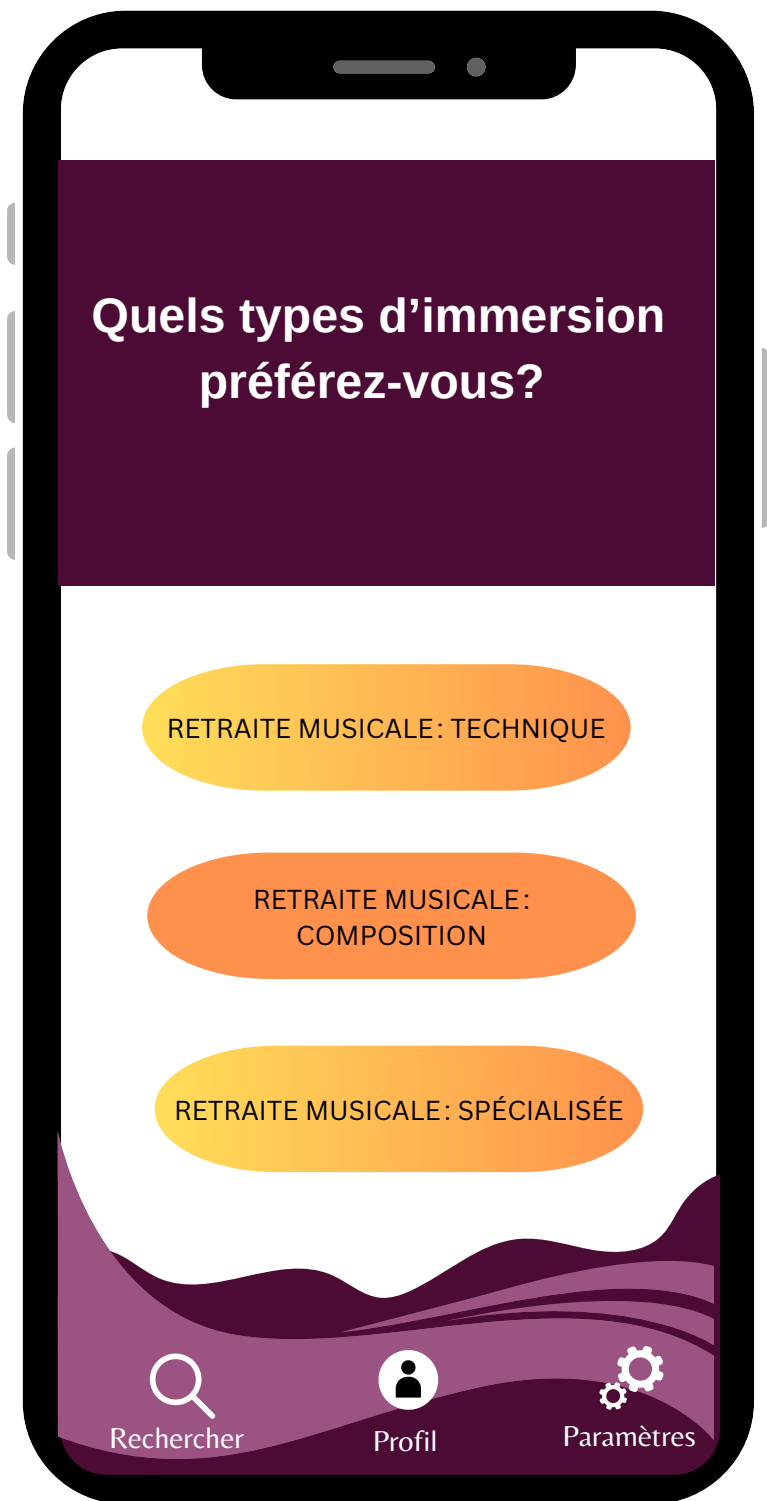 Quels types d’immersion
préférez-vous?
RETRAITE MUSICALE : TECHNIQUE
RETRAITE MUSICALE :
COMPOSITION
RETRAITE MUSICALE : SPÉCIALISÉE
Rechercher
Profil
Paramètres